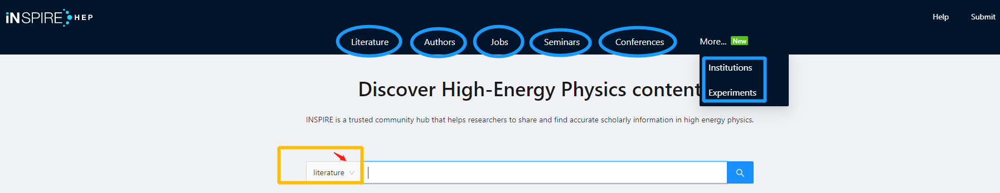 iNSPIRE HEP
Help Submit
Literature Authors Jobs Seminars Conferences More... New
Institutions
Experiments
Discover High-Energy Physics content
INSPIRE is a trusted community hub that helps researchers to share and find accurate scholarly information in high energy physics.
literature